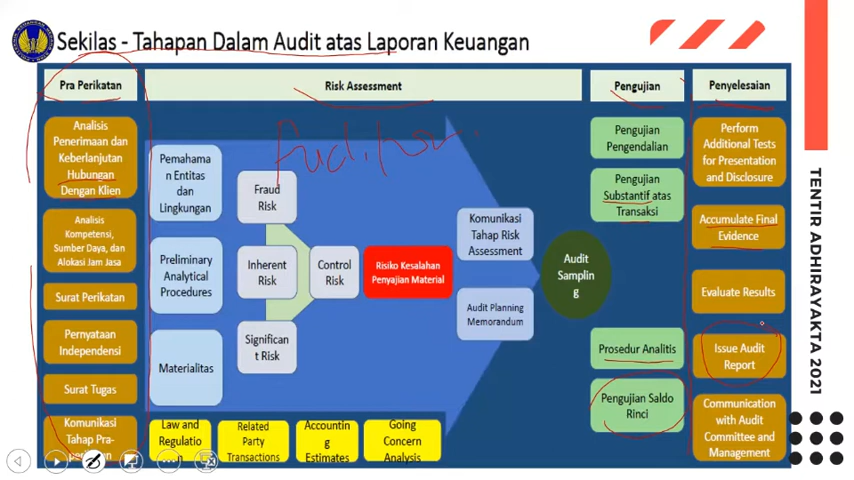 Sekilas - Tahapan Dalam Audit atas Laporan Keuangan
Pra Perikatan
Risk Assessment
Pengujian
Penyelesaian
Analisis
Penerimaan dan
Keberlanjutan
Hubungan
Dengan Klien
Analisis
Kompetensi,
Sumber Daya, dan
Alokasi Jam Jasa
Surat Perikatan
Pernyataan
Independensi
Surat Tugas
Komunikasi
Tahap Pra-
Pemahama
n Entitas
dan
Lingkungan
Preliminary
Analytical
Procedures
Materialitas
Fraud
Risk
Inherent
Risk
Significan
t Risk
Control
Risk
Risiko Kesalahan
Penyajian Material
Komunikasi
Tahap Risk
Assessment
Audit Planning
Memorandum
Audit
Samplin
g
Law and
Regulatio
Related
Party
Transactions
Accountin
g
Estimates
Going
Concern
Analysis
Pengujian
Pengendalian
Pengujian
Substantif atas
Transaksi
Prosedur Analitis
Pengujian Saldo
Rinci
Perform
Additional Tests
for Presentation
and Disclosure
Accumulate Final
Evidence
Evaluate Results
Issue Audit
Report
Communication
with Audit
Committee and
Management
TENTIR ADHIRAYAKTA 2021